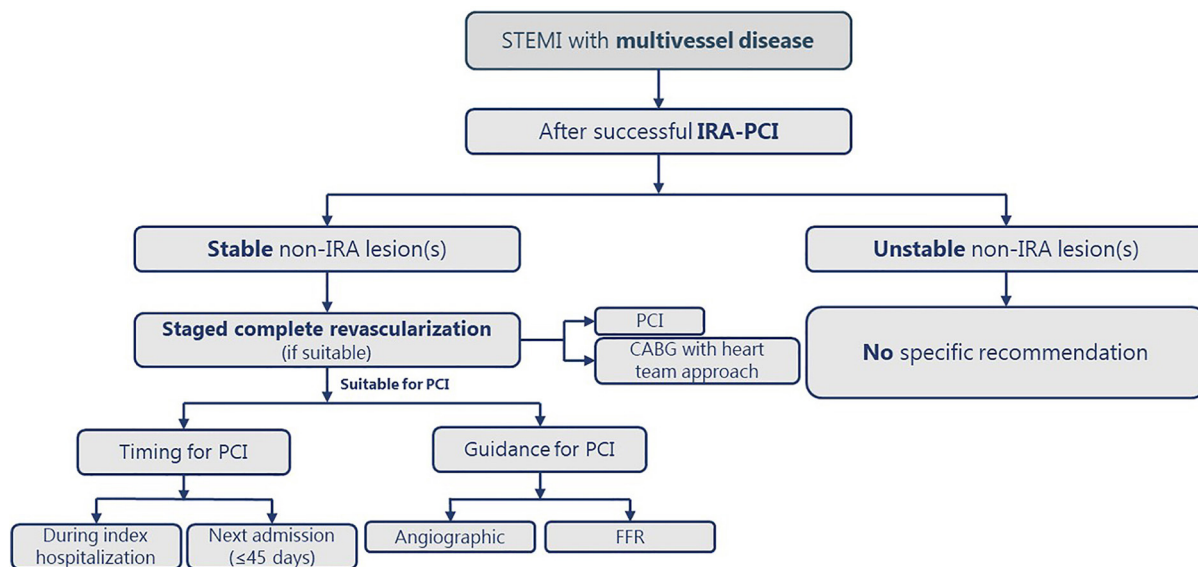 STEMI with multivessel disease
After successful IRA-PCI
Stable non-IRA lesion(s)
Unstable non-IRA lesion(s)
Staged complete revascularization
(if suitable)
PCI
CABG with heart
team approach
No specific recommendation
Suitable for PCI
Timing for PCI
Guidance for PCI
During index
hospitalization
Next admission
(≤45 days)
Angiographic
FFR